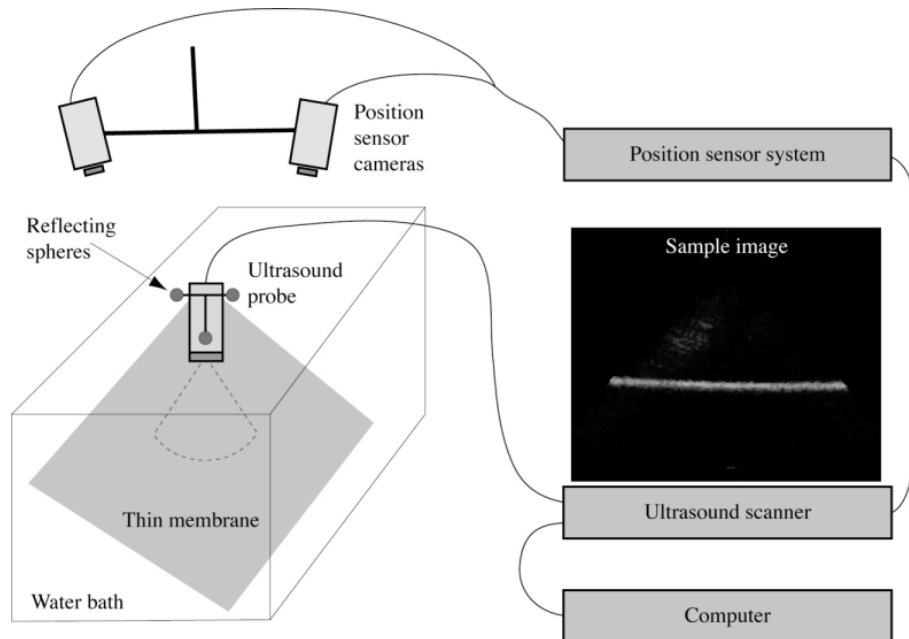 Position
sensor
cameras
Position sensor system
Reflecting
spheres
Ultrasound
probe
Sample image
Thin membrane
Ultrasound scanner
Water bath
Computer